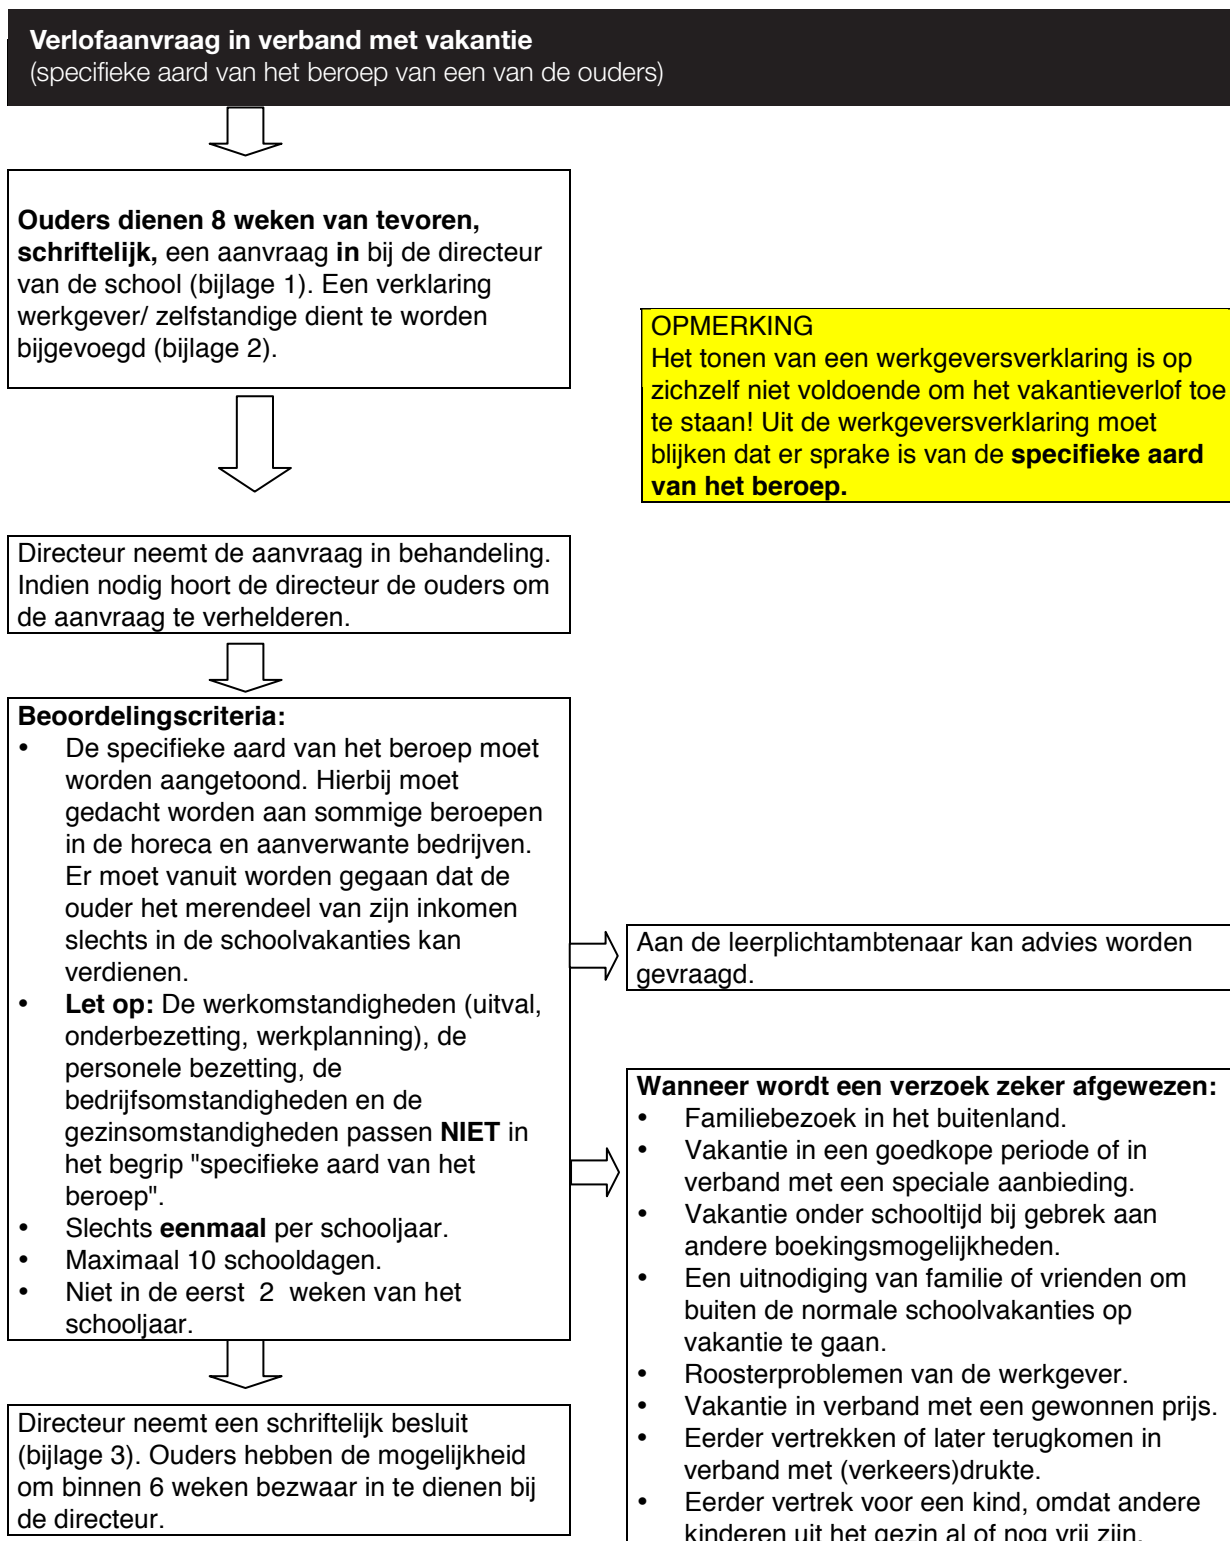 Verlofaanvraag in verband met vakantie
(specifieke aard van het beroep van een van de ouders)
Ouders dienen 8 weken van tevoren,
schriftelijk, een aanvraag in bij de directeur
van de school (bijlage 1). Een verklaring
werkgever/ zelfstandige dient te worden
bijgevoegd (bijlage 2).
OPMERKING
Het tonen van een werkgeversverklaring is op
zichzelf niet voldoende om het vakantieverlof toe
te staan! Uit de werkgeversverklaring moet
blijken dat er sprake is van de specifieke aard
van het beroep.
Directeur neemt de aanvraag in behandeling.
Indien nodig hoort de directeur de ouders om
de aanvraag te verhelderen.
Beoordelingscriteria:
• De specifieke aard van het beroep moet
worden aangetoond. Hierbij moet
gedacht worden aan sommige beroepen
in de horeca en aanverwante bedrijven.
Er moet vanuit worden gegaan dat de
ouder het merendeel van zijn inkomen
slechts in de schoolvakanties kan
verdienen.
• Let op: De werkomstandigheden (uitval,
onderbezetting, werkplanning), de
personele bezetting, de
bedrijfsomstandigheden en de
gezinsomstandigheden passen NIET in
het begrip "specifieke aard van het
beroep".
• Slechts eenmaal per schooljaar.
• Maximaal 10 schooldagen.
• Niet in de eerst 2 weken van het
schooljaar.
Aan de leerplichtambtenaar kan advies worden
gevraagd.
Wanneer wordt een verzoek zeker afgewezen:
• Familiebezoek in het buitenland.
• Vakantie in een goedkope periode of in
verband met een speciale aanbieding.
• Vakantie onder schooltijd bij gebrek aan
andere boekingsmogelijkheden.
• Een uitnodiging van familie of vrienden om
buiten de normale schoolvakanties op
vakantie te gaan.
• Roosterproblemen van de werkgever.
• Vakantie in verband met een gewonnen prijs.
• Eerder vertrekken of later terugkomen in
verband met (verkeers)drukte.
• Eerder vertrek voor een kind, omdat andere
kinderen uit het gezin al of nog vrij zijn.
Directeur neemt een schriftelijk besluit
(bijlage 3). Ouders hebben de mogelijkheid
om binnen 6 weken bezwaar in te dienen bij
de directeur.